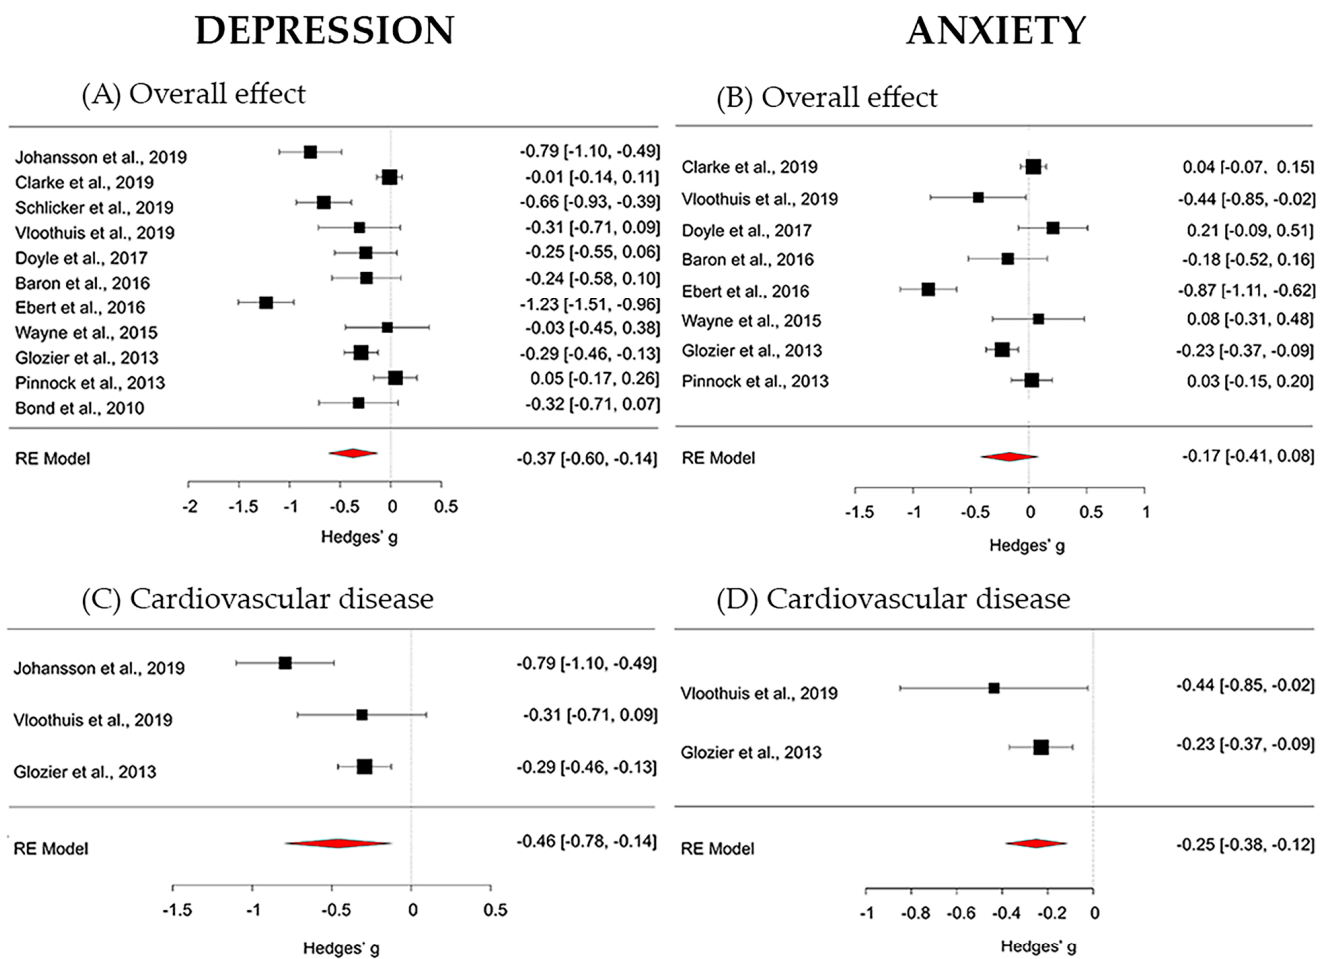 DEPRESSION
ANXIETY
(A) Overall effect
Johansson et al., 2019 -0.79 [-1.10, -0.49]
Clarke et al., 2019 -0.01 [-0.14, 0.11]
Schlicker et al., 2019 -0.66 [-0.93, -0.39]
Vloothuis et al., 2019 -0.31 [-0.71, 0.09]
Doyle et al., 2017 -0.25 [-0.55, 0.06]
Baron et al., 2016 -0.24 [-0.58, 0.10]
Ebert et al., 2016 -1.23 [-1.51, -0.96]
Wayne et al., 2015 -0.03 [-0.45, 0.38]
Glozier et al., 2013 -0.29 [-0.46, -0.13]
Pinnock et al., 2013 0.05 [-0.17, 0.26]
Bond et al., 2010 -0.32 [-0.71, 0.07]
RE Model -0.37 [-0.60, -0.14]
-2 -1.5 -1 -0.5 0 0.5
Hedges' g
(B) Overall effect
Clarke et al., 2019 0.04 [-0.07, 0.15]
Vloothuis et al., 2019 -0.44 [-0.85, -0.02]
Doyle et al., 2017 0.21 [-0.09, 0.51]
Baron et al., 2016 -0.18 [-0.52, 0.16]
Ebert et al., 2016 -0.87 [-1.11, -0.62]
Wayne et al., 2015 0.08 [-0.31, 0.48]
Glozier et al., 2013 -0.23 [-0.37, -0.09]
Pinnock et al., 2013 0.03 [-0.15, 0.20]
RE Model -0.17 [-0.41, 0.08]
-1.5 -1 -0.5 0 0.5 1
Hedges' g
(C) Cardiovascular disease
Johansson et al., 2019 -0.79 [-1.10, -0.49]
Vloothuis et al., 2019 -0.31 [-0.71, 0.09]
Glozier et al., 2013 -0.29 [-0.46, -0.13]
RE Model -0.46 [-0.78, -0.14]
-1.5 -1 -0.5 0 0.5
Hedges' g
(D) Cardiovascular disease
Vloothuis et al., 2019 -0.44 [-0.85, -0.02]
Glozier et al., 2013 -0.23 [-0.37, -0.09]
RE Model -0.25 [-0.38, -0.12]
-1 -0.8 -0.6 -0.4 -0.2 0
Hedges' g